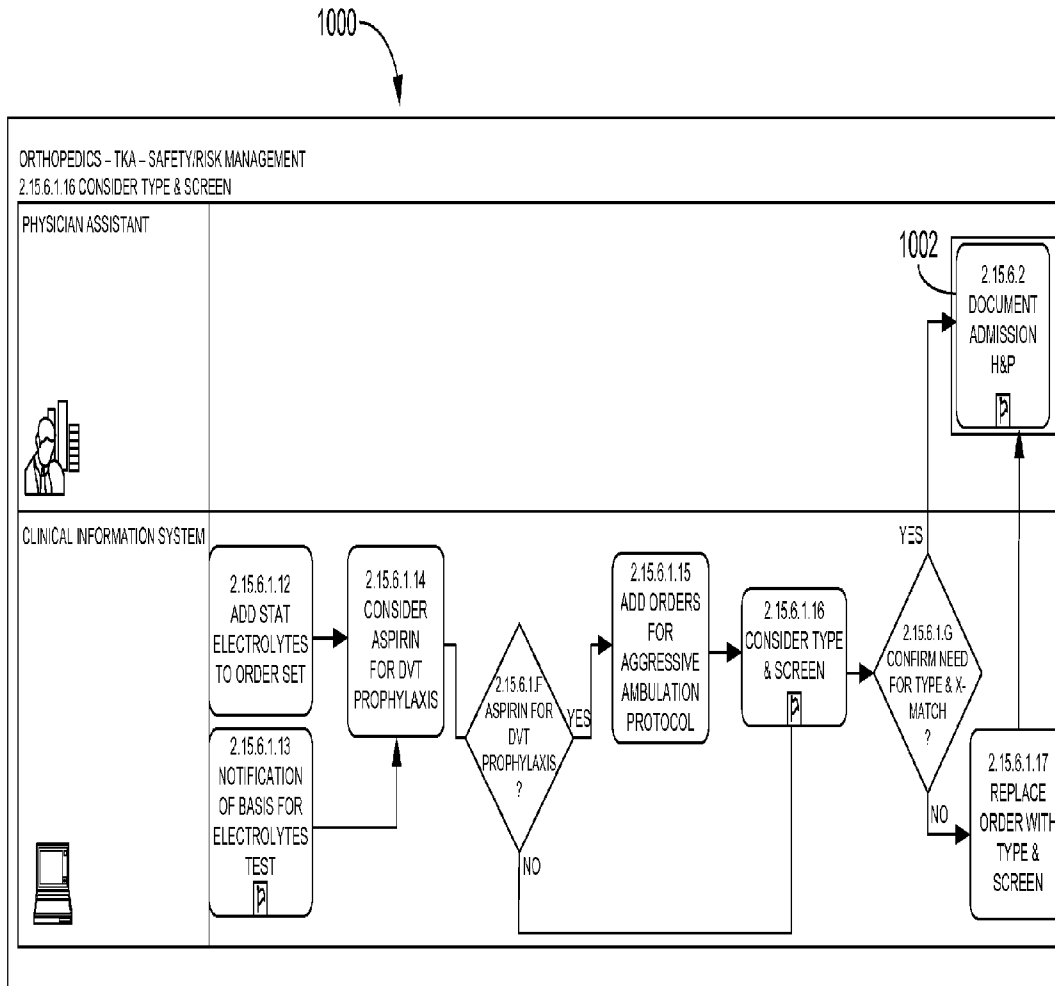 1000
ORTHOPEDICS – TKA – SAFETY/RISK MANAGEMENT
2.15.6.1.16 CONSIDER TYPE & SCREEN
PHYSICIAN ASSISTANT
1002
2.15.6.2
DOCUMENT
ADMISSION
H&P
CLINICAL INFORMATION SYSTEM
2.15.6.1.12
ADD STAT
ELECTROLYTES
TO ORDER SET
2.15.6.1.13
NOTIFICATION
OF BASIS FOR
ELECTROLYTES
TEST
2.15.6.1.14
CONSIDER
ASPIRIN
FOR DVT
PROPHYLAXIS
2.15.6.1.F
ASPIRIN FOR
DVT
PROPHYLAXIS
?
YES
NO
2.15.6.1.15
ADD ORDERS
FOR
AGGRESSIVE
AMBULATION
PROTOCOL
2.15.6.1.16
CONSIDER TYPE
& SCREEN
YES
2.15.6.1.G
CONFIRM NEED
FOR TYPE & X-
MATCH
?
NO
2.15.6.1.17
REPLACE
ORDER WITH
TYPE &
SCREEN